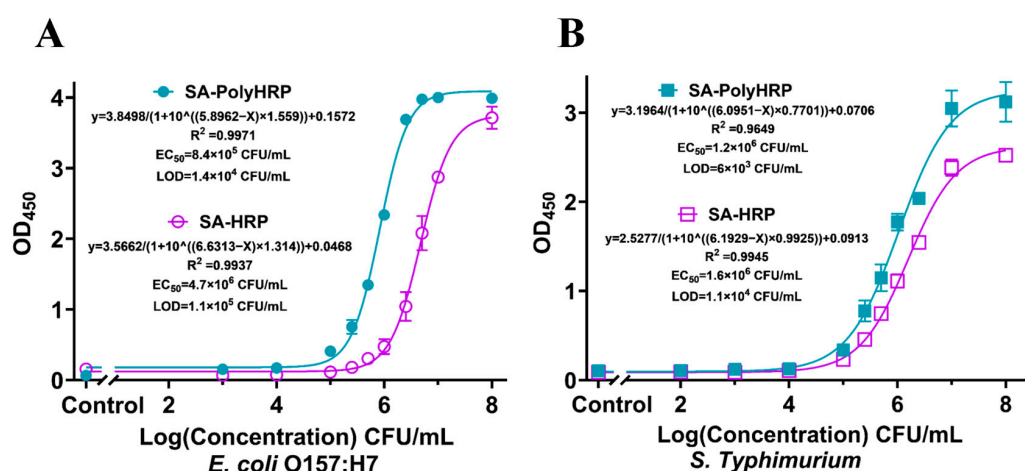 A
SA-PolyHRP
y=3.8498/(1+10^((5.8962−X)×1.559))+0.1572
R² =0.9971
EC₅₀=8.4×10⁵ CFU/mL
LOD=1.4×10⁴ CFU/mL
SA-HRP
y=3.5662/(1+10^((6.6313−X)×1.314))+0.0468
R² =0.9937
EC₅₀=4.7×10⁶ CFU/mL
LOD=1.1×10⁵ CFU/mL
OD₄₅₀
4
3
2
1
0
Control 2 4 6 8
Log(Concentration) CFU/mL
E. coli O157:H7
B
SA-PolyHRP
y=3.1964/(1+10^((6.0951−X)×0.7701))+0.0706
R² =0.9649
EC₅₀=1.2×10⁶ CFU/mL
LOD=6×10³ CFU/mL
SA-HRP
y=2.5277/(1+10^((6.1929−X)×0.9925))+0.0913
R² =0.9945
EC₅₀=1.6×10⁶ CFU/mL
LOD=1.1×10⁴ CFU/mL
OD₄₅₀
3
2
1
0
Control 2 4 6 8
Log(Concentration) CFU/mL
S. Typhimurium